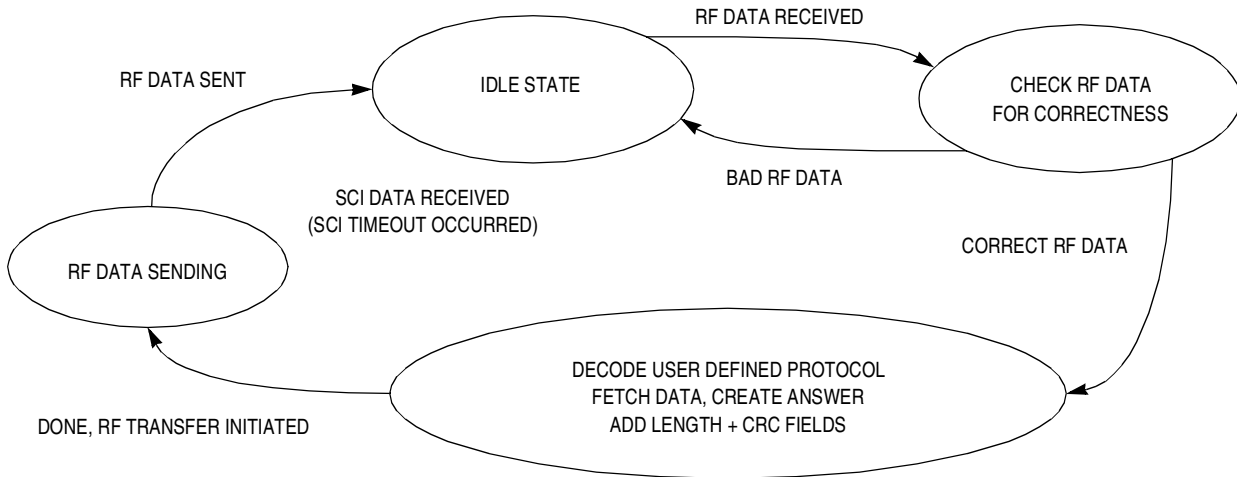 RF DATA RECEIVED
RF DATA SENT
IDLE STATE
CHECK RF DATA
FOR CORRECTNESS
BAD RF DATA
SCI DATA RECEIVED
(SCI TIMEOUT OCCURRED)
CORRECT RF DATA
RF DATA SENDING
DECODE USER DEFINED PROTOCOL
FETCH DATA, CREATE ANSWER
ADD LENGTH + CRC FIELDS
DONE, RF TRANSFER INITIATED